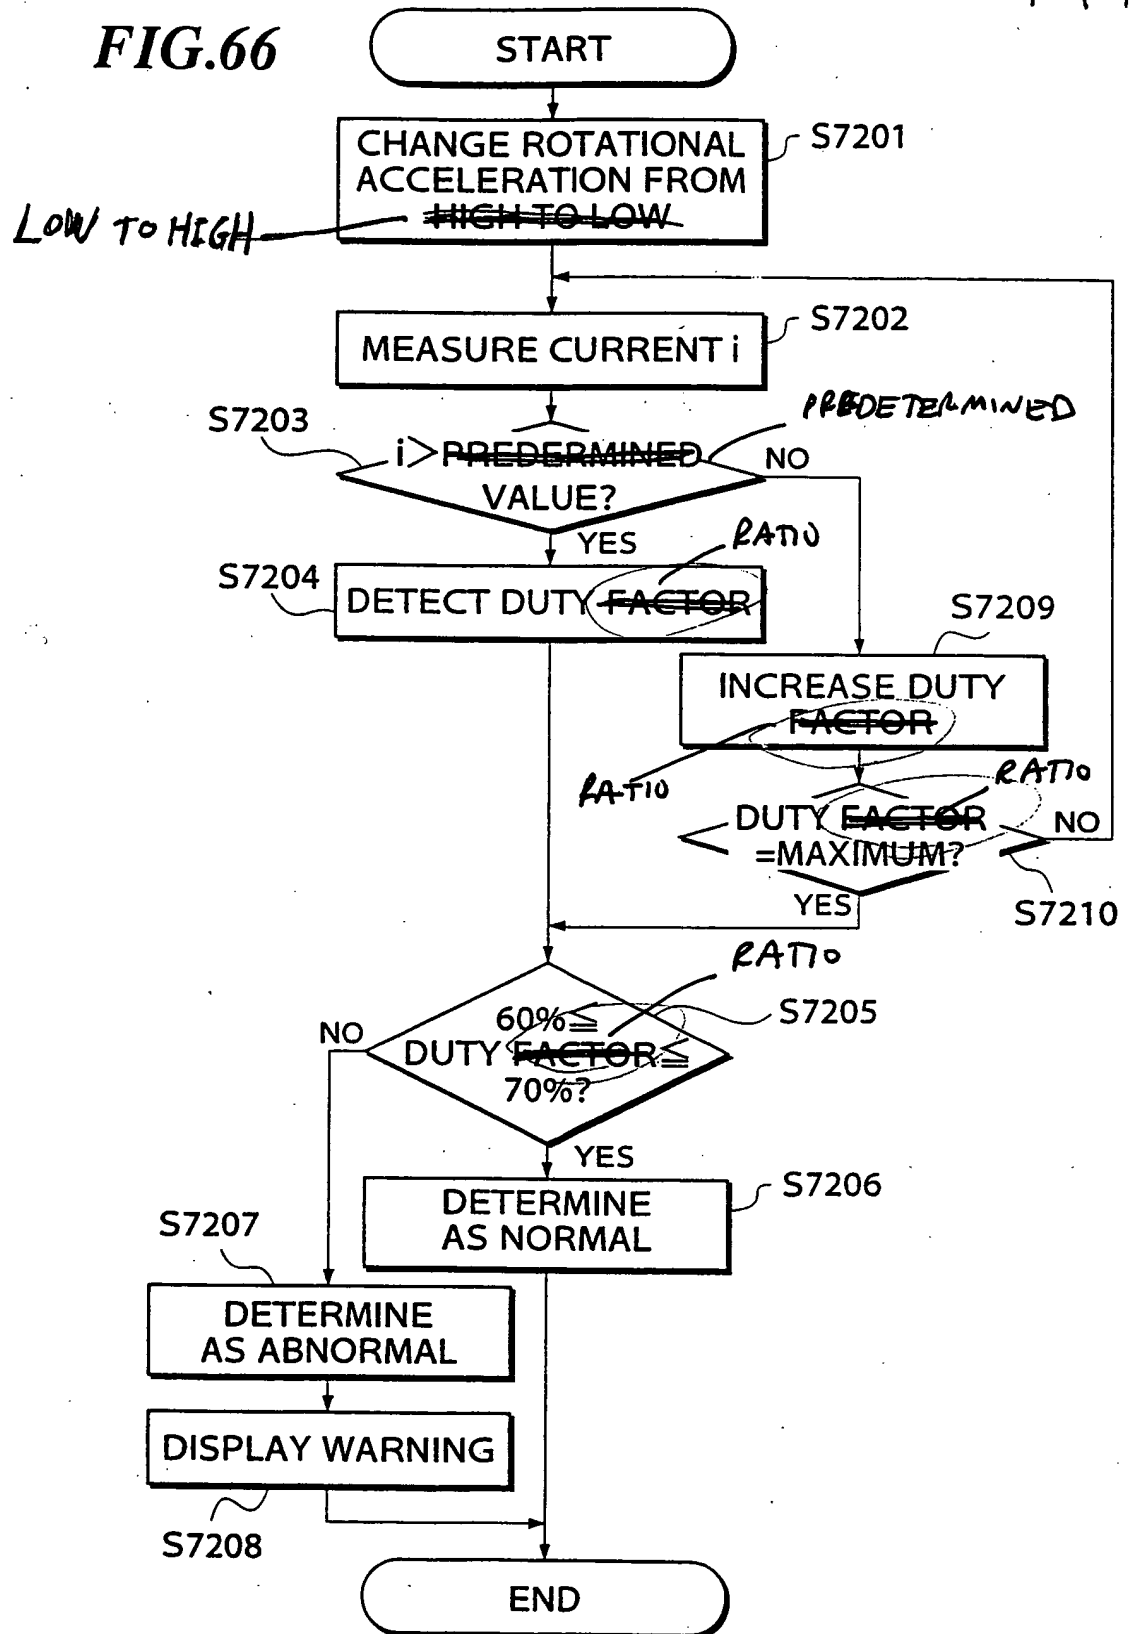 FIG.66
START
CHANGE ROTATIONAL
ACCELERATION FROM
HIGH TO LOW
S7201
LOW TO HIGH
MEASURE CURRENT i
S7202
S7203
i> PREDERMINED
VALUE?
PREDETERMINED
NO
YES
S7204
DETECT DUTY FACTOR
RATIO
S7209
INCREASE DUTY
FACTOR
RATIO
DUTY FACTOR
=MAXIMUM?
RATIO
NO
YES
S7210
60%≦
DUTY FACTOR≦
70%?
RATIO
S7205
NO
YES
DETERMINE
AS NORMAL
S7206
S7207
DETERMINE
AS ABNORMAL
DISPLAY WARNING
S7208
END